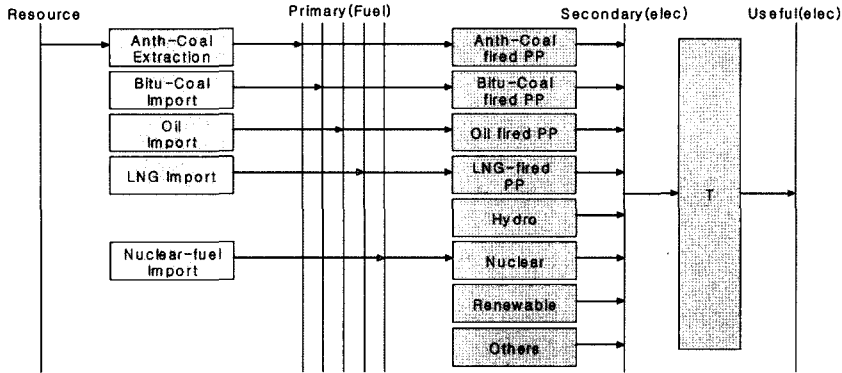 Resource
Primary(Fuel)
Secondary(elec)
Useful(elec)
Anth-Coal
Extraction
Anth-Coal
fired PP
Bitu-Coal
Import
Bitu-Coal
fired PP
Oil
Import
Oil fired PP
LNG Import
LNG-fired
PP
T
Hydro
Nuclear-fuel
Import
Nuclear
Renewable
Others